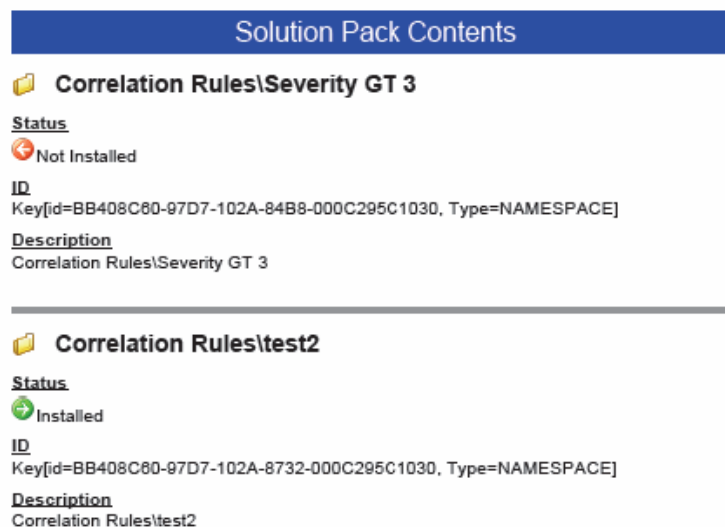 Solution Pack Contents
Correlation Rules\Severity GT 3
Status
Not Installed
ID
Key[id=BB408C60-97D7-102A-84B8-000C295C1030, Type=NAMESPACE]
Description
Correlation Rules\Severity GT 3
Correlation Rules\test2
Status
Installed
ID
Key[id=BB408C60-97D7-102A-8732-000C295C1030, Type=NAMESPACE]
Description
Correlation Rules\test2